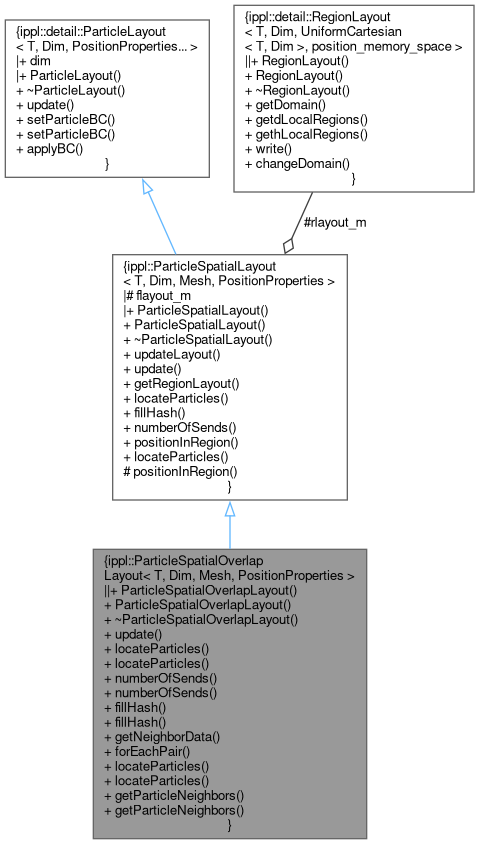 {ippl::detail::ParticleLayout
< T, Dim, PositionProperties... >
|+ dim
|+ ParticleLayout()
+ ~ParticleLayout()
+ update()
+ setParticleBC()
+ setParticleBC()
+ applyBC()
}
{ippl::detail::RegionLayout
< T, Dim, UniformCartesian
< T, Dim >, position_memory_space >
||+ RegionLayout()
+ RegionLayout()
+ ~RegionLayout()
+ getDomain()
+ getdLocalRegions()
+ gethLocalRegions()
+ write()
+ changeDomain()
}
#rlayout_m
{ippl::ParticleSpatialLayout
< T, Dim, Mesh, PositionProperties >
|# flayout_m
|+ ParticleSpatialLayout()
+ ParticleSpatialLayout()
+ ~ParticleSpatialLayout()
+ updateLayout()
+ update()
+ getRegionLayout()
+ locateParticles()
+ fillHash()
+ numberOfSends()
+ positionInRegion()
+ locateParticles()
# positionInRegion()
}
{ippl::ParticleSpatialOverlap
Layout< T, Dim, Mesh, PositionProperties >
||+ ParticleSpatialOverlapLayout()
+ ParticleSpatialOverlapLayout()
+ ~ParticleSpatialOverlapLayout()
+ update()
+ locateParticles()
+ locateParticles()
+ numberOfSends()
+ numberOfSends()
+ fillHash()
+ fillHash()
+ getNeighborData()
+ forEachPair()
+ locateParticles()
+ locateParticles()
+ getParticleNeighbors()
+ getParticleNeighbors()
}